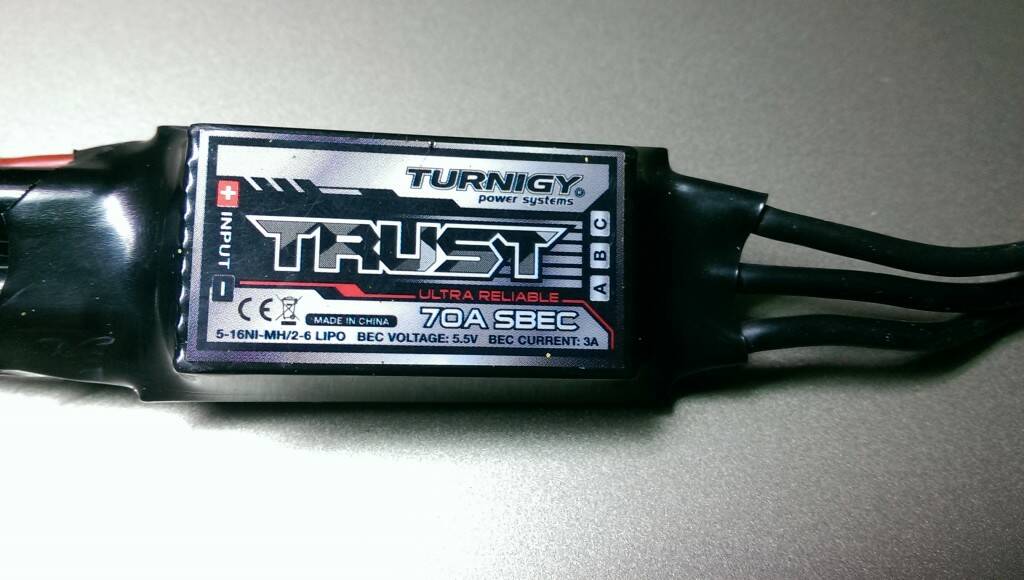 TURNIGY
power systems
+ INPUT -
TRUST
A B C
ULTRA RELIABLE
CE MADE IN CHINA 70A SBEC
5-16NI-MH/2-6 LIPO BEC VOLTAGE: 5.5V BEC CURRENT: 3A